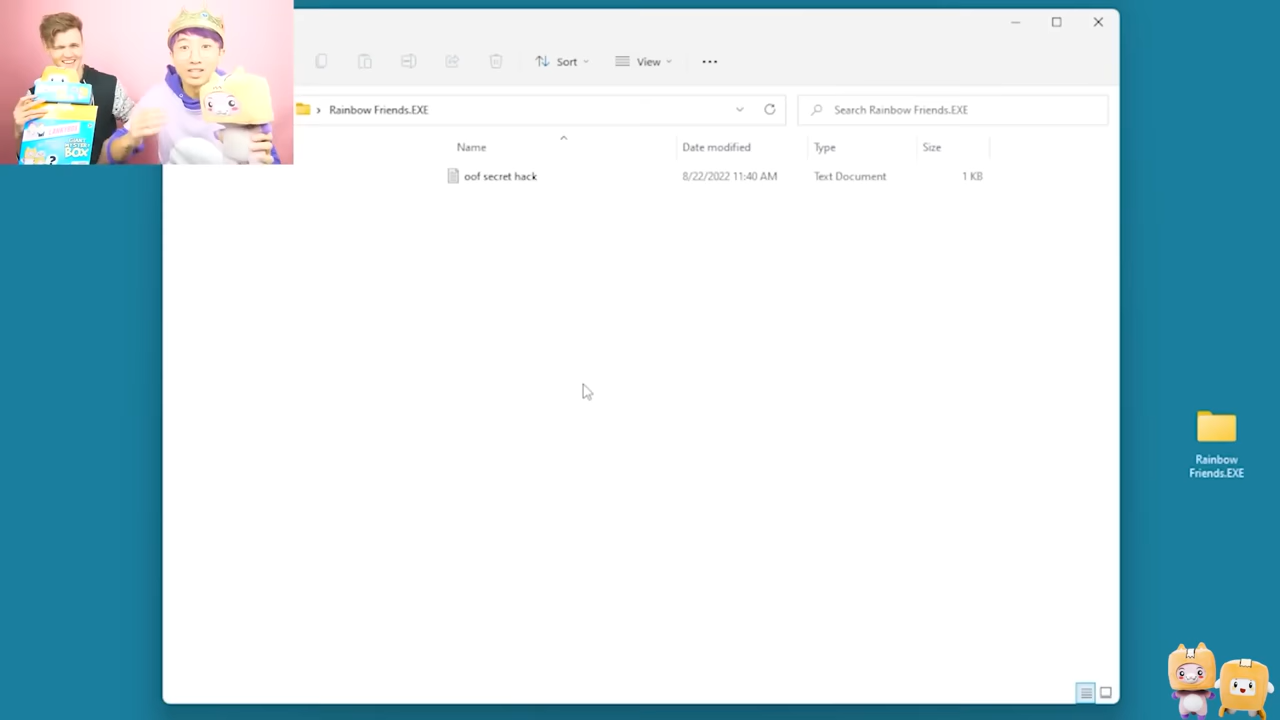 Sort
View
Rainbow Friends.EXE
Search Rainbow Friends.EXE
Name
Date modified
Type
Size
oof secret hack
8/22/2022 11:40 AM
Text Document
1 KB
Rainbow
Friends.EXE
BOX